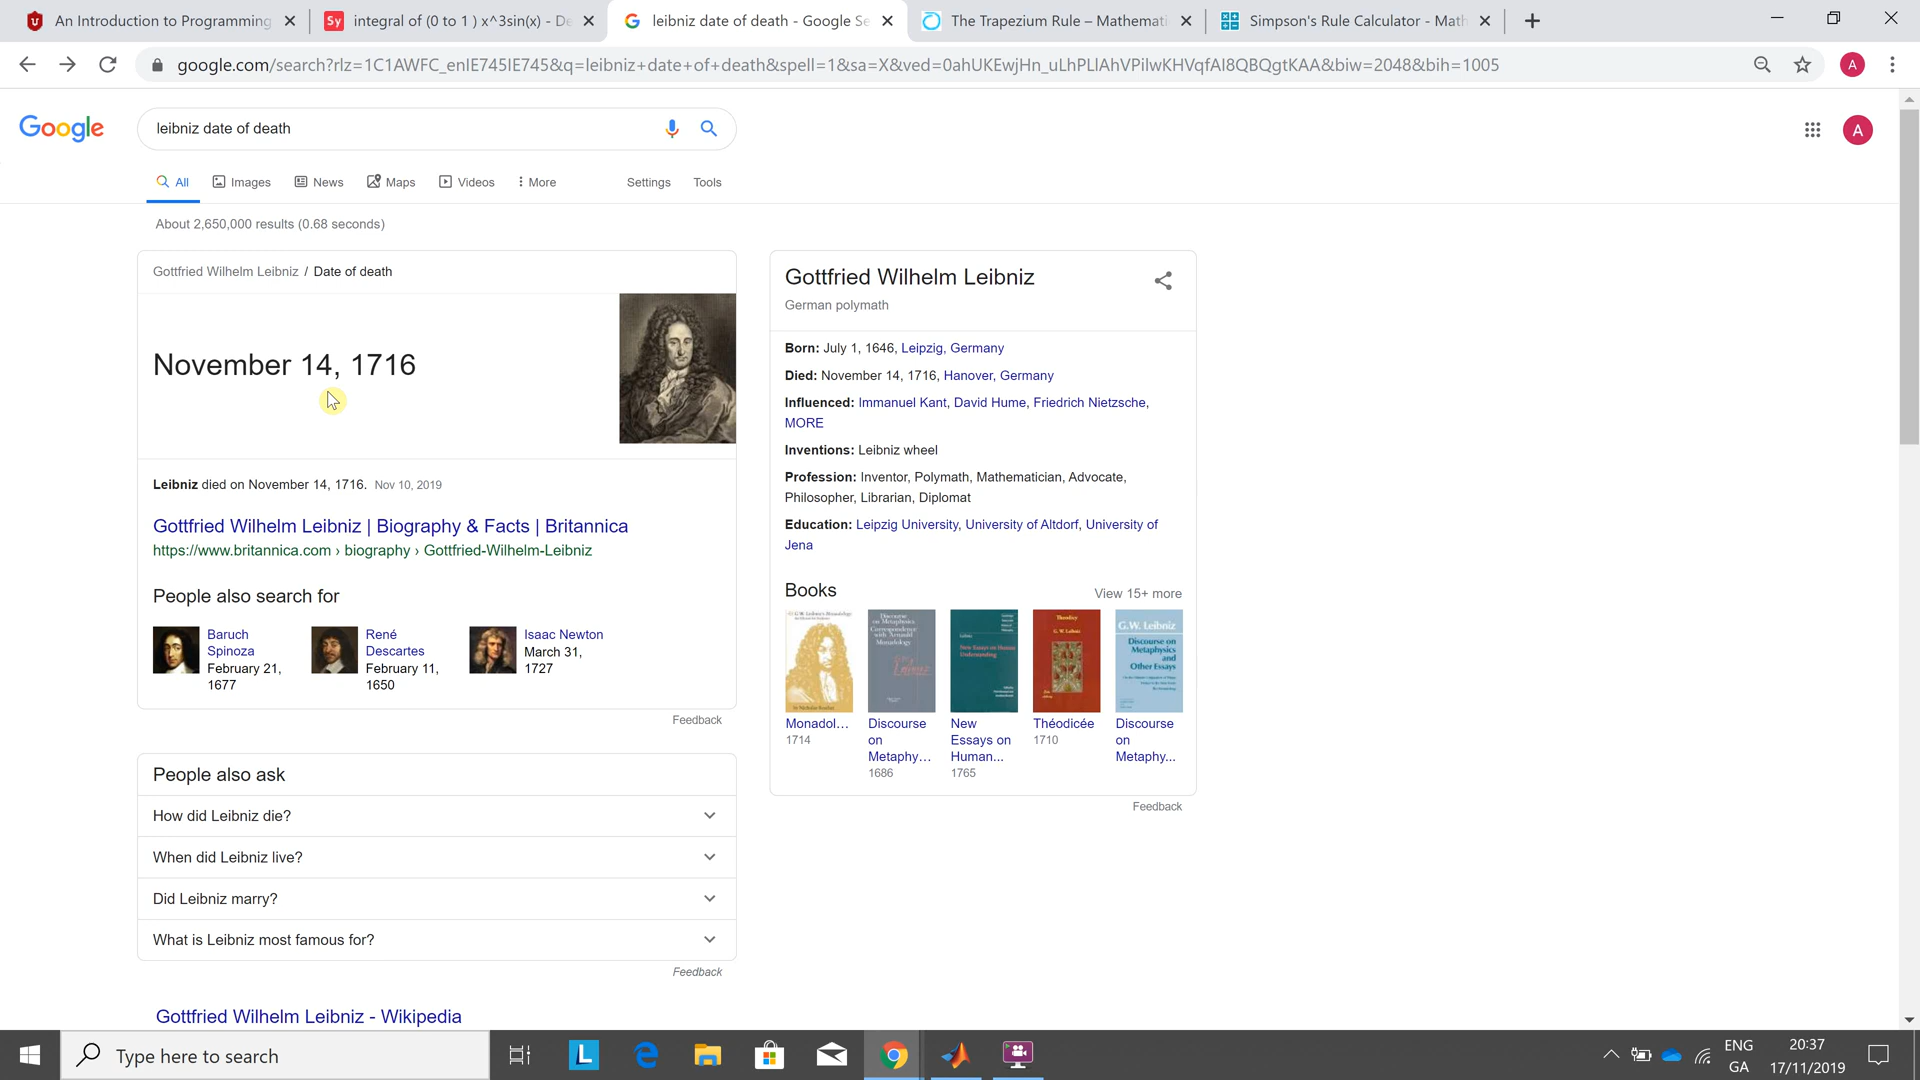 An Introduction to Programming
integral of (0 to 1 ) x^3sin(x) - De
leibniz date of death - Google Se
The Trapezium Rule – Mathemati
Simpson's Rule Calculator - Math
google.com/search?rlz=1C1AWFC_enIE745IE745&q=leibniz+date+of+death&spell=1&sa=X&ved=0ahUKEwjHn_uLhPLlAhVPilwKHVqfAl8QBQgtKAA&biw=2048&bih=1005
A
Google
leibniz date of death
A
All
Images
News
Maps
Videos
More
Settings
Tools
About 2,650,000 results (0.68 seconds)
Gottfried Wilhelm Leibniz / Date of death
November 14, 1716
Leibniz died on November 14, 1716. Nov 10, 2019
Gottfried Wilhelm Leibniz | Biography & Facts | Britannica
https://www.britannica.com › biography › Gottfried-Wilhelm-Leibniz
People also search for
Baruch
Spinoza
February 21,
1677
René
Descartes
February 11,
1650
Isaac Newton
March 31,
1727
Feedback
People also ask
How did Leibniz die?
When did Leibniz live?
Did Leibniz marry?
What is Leibniz most famous for?
Feedback
Gottfried Wilhelm Leibniz - Wikipedia
Gottfried Wilhelm Leibniz
German polymath
Born: July 1, 1646, Leipzig, Germany
Died: November 14, 1716, Hanover, Germany
Influenced: Immanuel Kant, David Hume, Friedrich Nietzsche,
MORE
Inventions: Leibniz wheel
Profession: Inventor, Polymath, Mathematician, Advocate,
Philosopher, Librarian, Diplomat
Education: Leipzig University, University of Altdorf, University of
Jena
Books
View 15+ more
Monadol...
1714
Discourse
on
Metaphy...
1686
New
Essays on
Human...
1765
Théodicée
1710
Discourse
on
Metaphy...
G.W. Leibniz
Discourse on
Metaphysics
and
Other Essays
Feedback
Type here to search
L
ENG
GA
20:37
17/11/2019